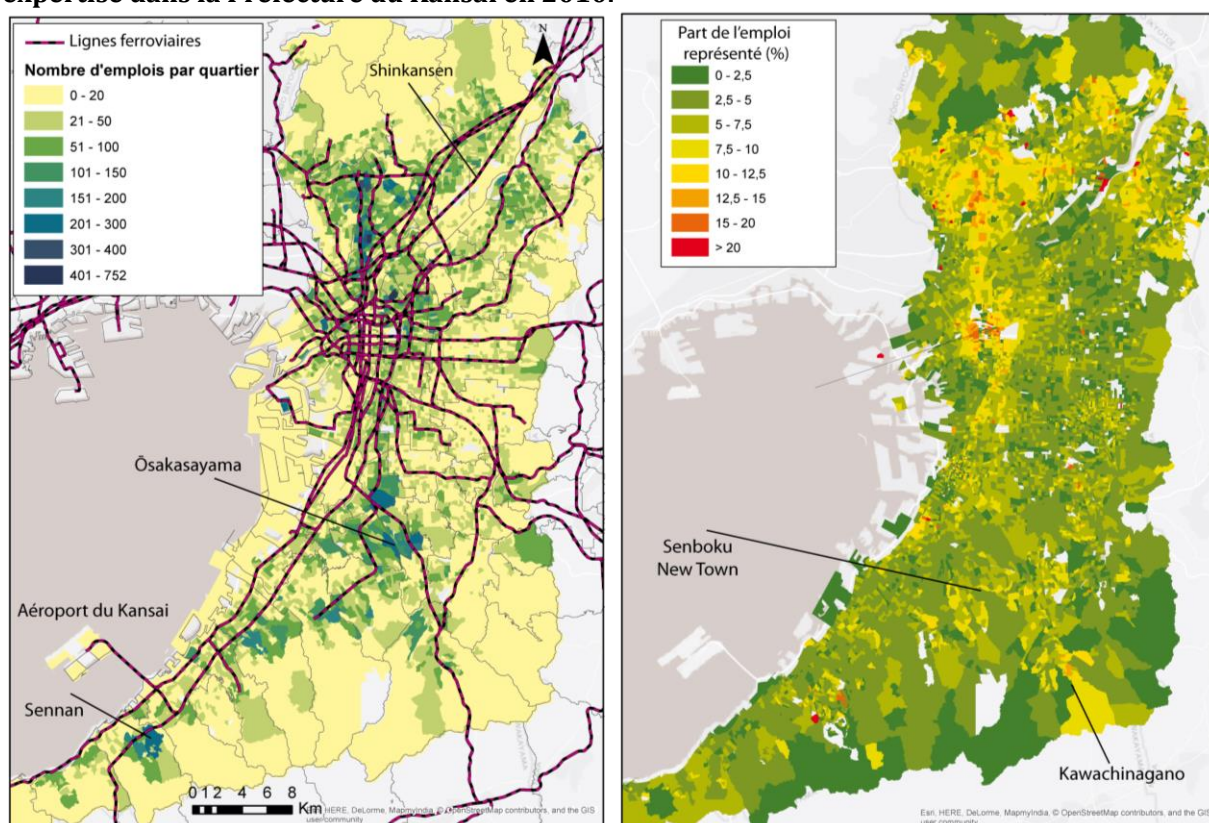 expertise dans la Préfecture du Kansai en 2010.
Lignes ferroviaires
Nombre d'emplois par quartier
0 - 20
21 - 50
51 - 100
101 - 150
151 - 200
201 - 300
301 - 400
401 - 752
Shinkansen
N
Ōsakasayama
Aéroport du Kansai
Sennan
0 1 2 4 6 8
Km
HERE, DeLorme, MapmyIndia, © OpenStreetMap contributors, and the GIS
user community
Part de l'emploi
représenté (%)
0 - 2,5
2,5 - 5
5 - 7,5
7,5 - 10
10 - 12,5
12,5 - 15
15 - 20
> 20
Senboku
New Town
Kawachinagano
Esri, HERE, DeLorme, MapmyIndia, © OpenStreetMap contributors, and the GIS
user community